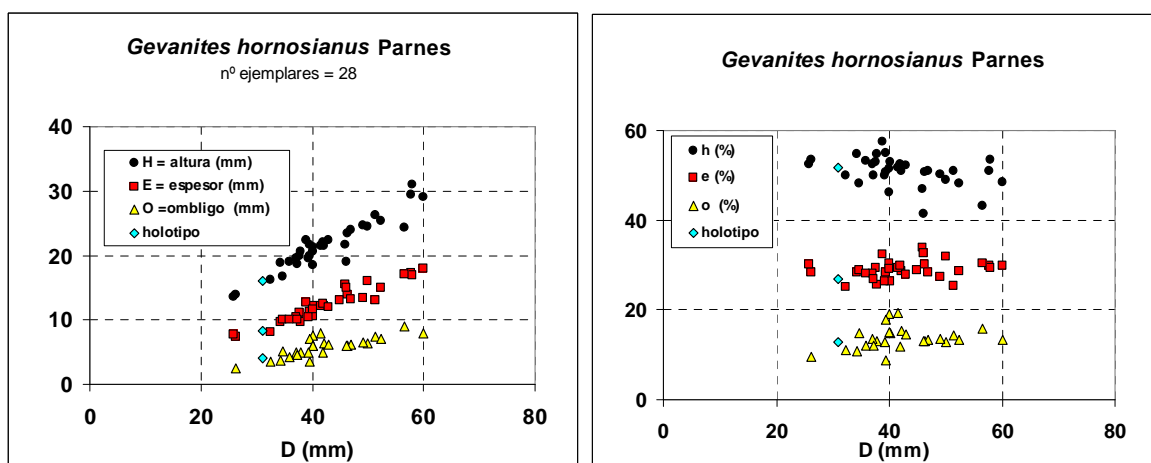 Gevanites hornosianus Parnes
nº ejemplares = 28
40
30
20
10
0
H = altura (mm)
E = espesor (mm)
O =ombligo (mm)
holotipo
0 20 40 60 80
D (mm)
Gevanites hornosianus Parnes
60
40
20
0
h (%)
e (%)
o (%)
holotipo
0 20 40 60 80
D (mm)